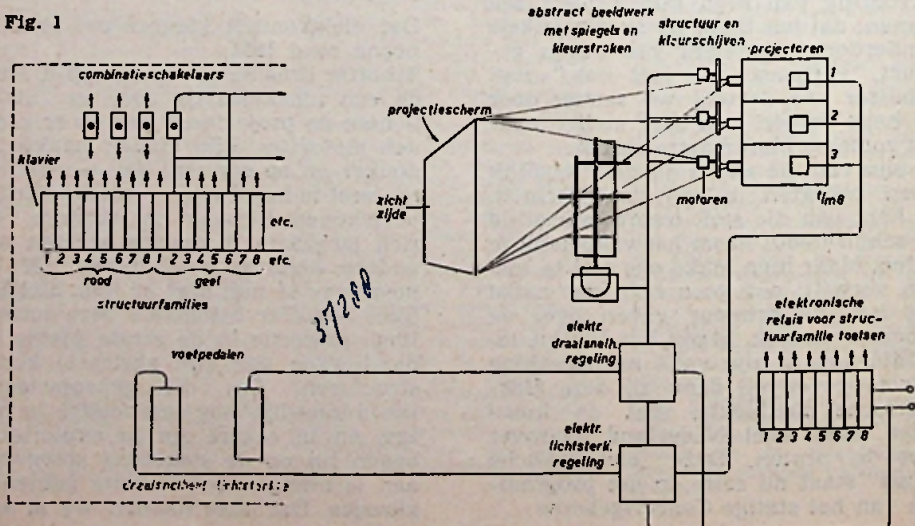 Fig. 1
combinatieschakelaars
klavier
etc.
1 2 3 4 5 6 7 8 1 2 3 4 5 6 7 8 etc.
rood geel
structuurfamilies
projectiescherm
zicht
zijde
abstract beeldwerk
met spiegels en
kleurstroken
structuur en
kleurschijven
projectoren
1
2
3
t/m8
motoren
37288
voetpedalen
draaisnelheid lichtsterkte
elektr.
draaisnelh.
regeling
elektr.
lichtsterk.
regeling
elektronische
relais voor struc-
tuurfamilie toetsen
1 2 3 4 5 6 7 8